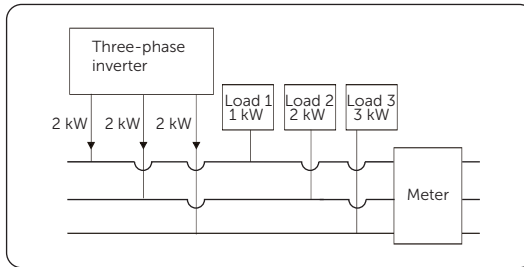 Three-phase
inverter
Load 1
1 kW
Load 2
2 kW
Load 3
3 kW
2 kW
2 kW
2 kW
Meter